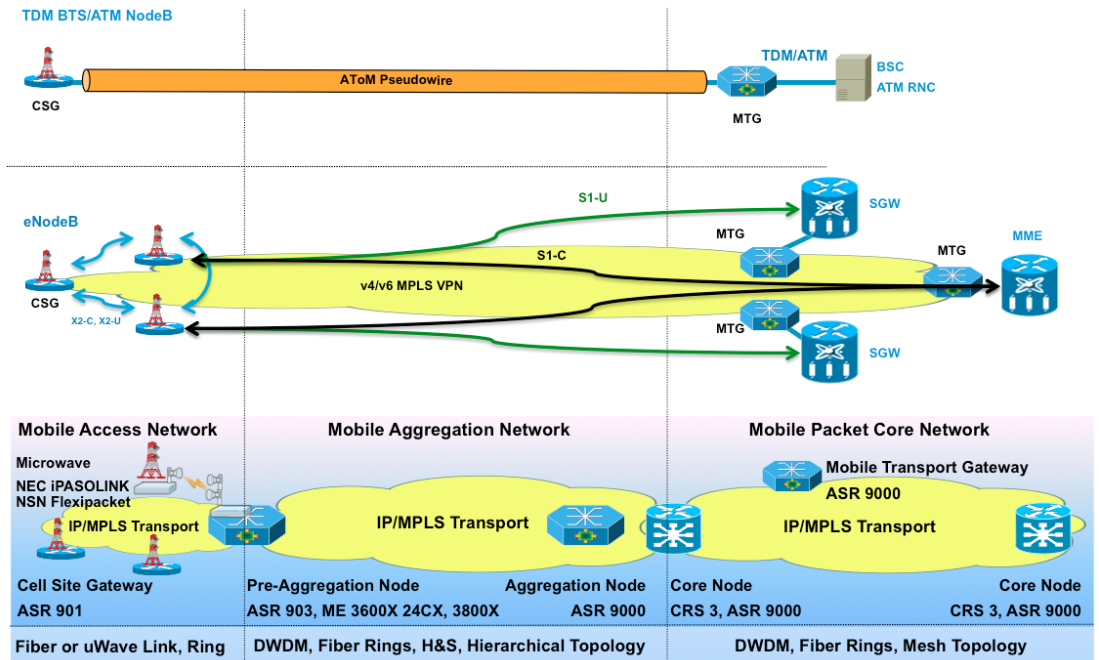 TDM BTS/ATM NodeB
TDM/ATM
BSC
AToM Pseudowire
ATM RNC
CSG
MTG
S1-U
SGW
eNodeB
MTG
MME
S1-C
MTG
CSG
v4/v6 MPLS VPN
X2-C, X2-U
MTG
SGW
Mobile Access Network
Mobile Aggregation Network
Mobile Packet Core Network
Microwave
NEC iPASOLINK
NSN Flexipacket
Mobile Transport Gateway
ASR 9000
IP/MPLS Transport
IP/MPLS Transport
IP/MPLS Transport
Cell Site Gateway
ASR 901
Pre-Aggregation Node
ASR 903, ME 3600X 24CX, 3800X
Aggregation Node
ASR 9000
Core Node
CRS 3, ASR 9000
Core Node
CRS 3, ASR 9000
Fiber or uWave Link, Ring
DWDM, Fiber Rings, H&S, Hierarchical Topology
DWDM, Fiber Rings, Mesh Topology